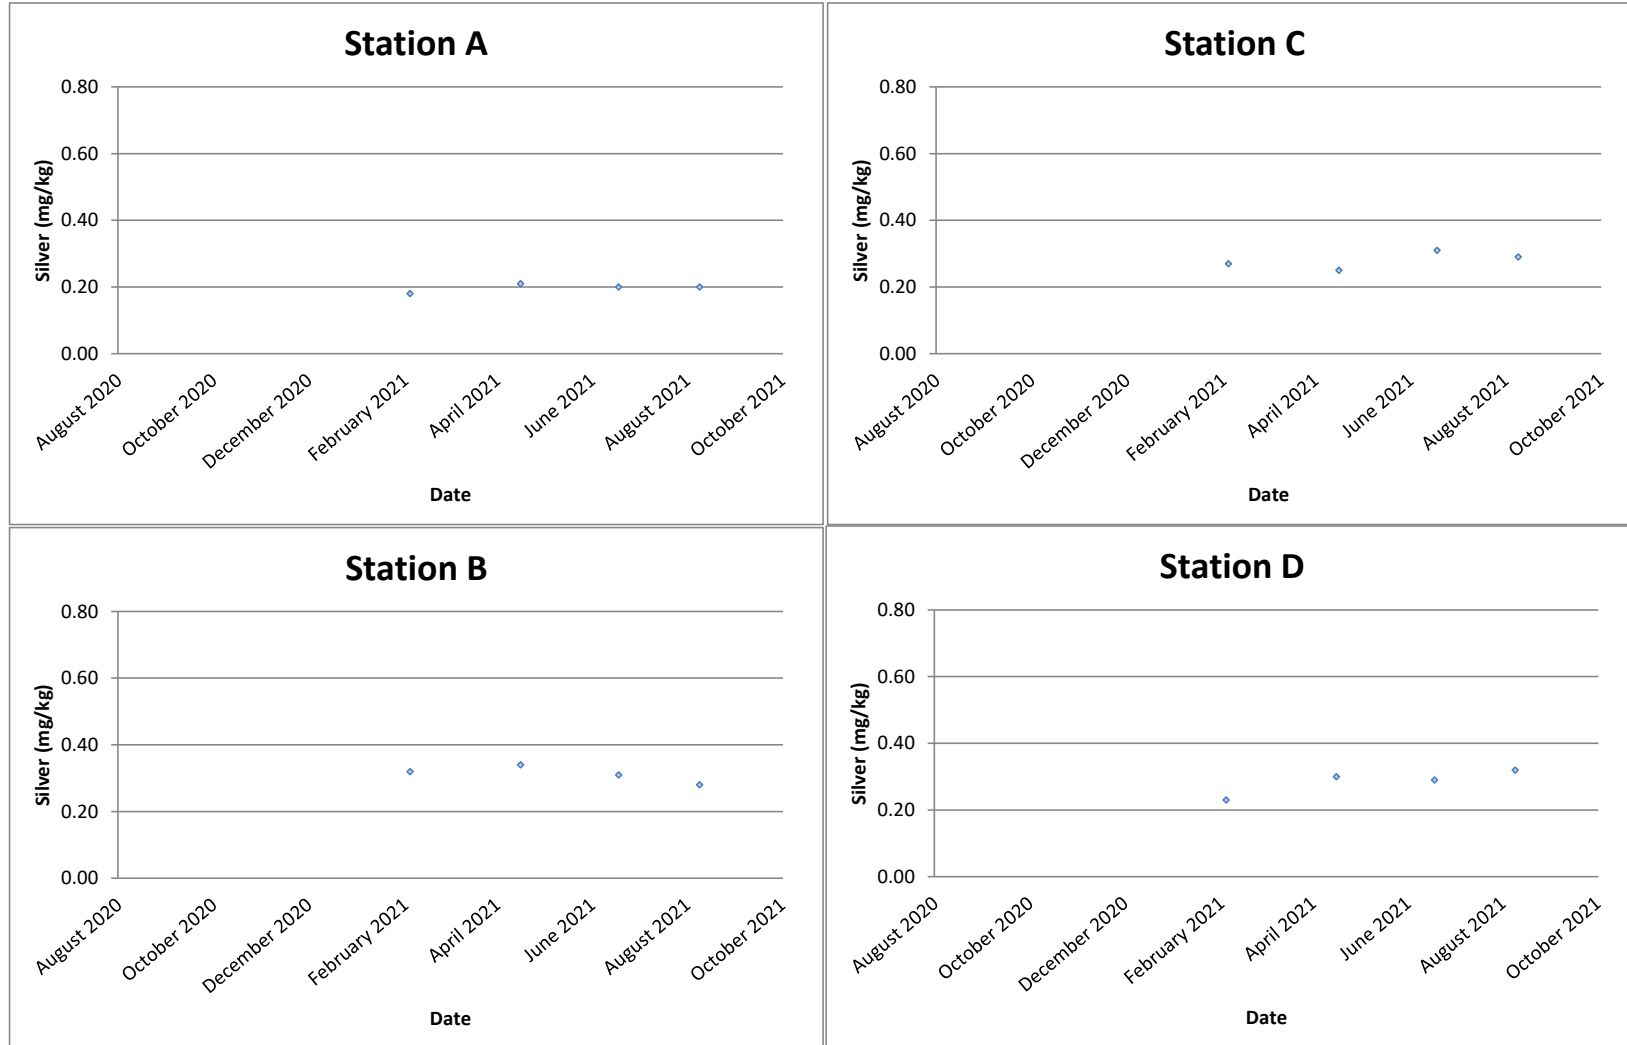 Station A
0.80
0.60
0.40
0.20
0.00
Silver (mg/kg)
August 2020
October 2020
December 2020
February 2021
April 2021
June 2021
August 2021
October 2021
Date
Station C
0.80
0.60
0.40
0.20
0.00
Silver (mg/kg)
August 2020
October 2020
December 2020
February 2021
April 2021
June 2021
August 2021
October 2021
Date
Station B
0.80
0.60
0.40
0.20
0.00
Silver (mg/kg)
August 2020
October 2020
December 2020
February 2021
April 2021
June 2021
August 2021
October 2021
Date
Station D
0.80
0.60
0.40
0.20
0.00
Silver (mg/kg)
August 2020
October 2020
December 2020
February 2021
April 2021
June 2021
August 2021
October 2021
Date